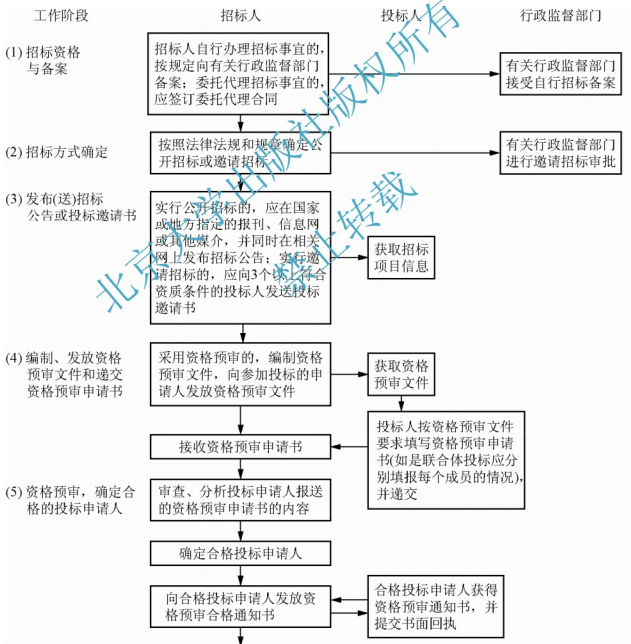 工作阶段 招标人 投标人 行政监督部门
(1) 招标资格
与备案
招标人自行办理招标事宜的,
按规定向有关行政监督部门
备案；委托代理招标事宜的,
应签订委托代理合同
有关行政监督部门
接受自行招标备案
(2) 招标方式确定
按照法律法规和规章确定公
开招标或邀请招标
有关行政监督部门
进行邀请招标审批
(3) 发布(送)招标
公告或投标邀请书
实行公开招标的，应在国家
或地方指定的报刊、信息网
或其他媒介，并同时在相关
网上发布招标公告；实行邀
请招标的，应向3个以上符合
资质条件的投标人发送投标
邀请书
获取招标
项目信息
(4) 编制、发放资格
预审文件和递交
资格预审申请书
采用资格预审的，编制资格
预审文件，向参加投标的申
请人发放资格预审文件
获取资格
预审文件
投标人按资格预审文件
要求填写资格预审申请
书(如是联合体投标应分
别填报每个成员的情况),
并递交
接收资格预审申请书
(5) 资格预审，确定合
格的投标申请人
审查、分析投标申请人报送
的资格预审申请书的内容
确定合格投标申请人
向合格投标申请人发放资
格预审合格通知书
合格投标申请人获得
资格预审通知书，并
提交书面回执
北京大学出版社版权所有
禁止转载